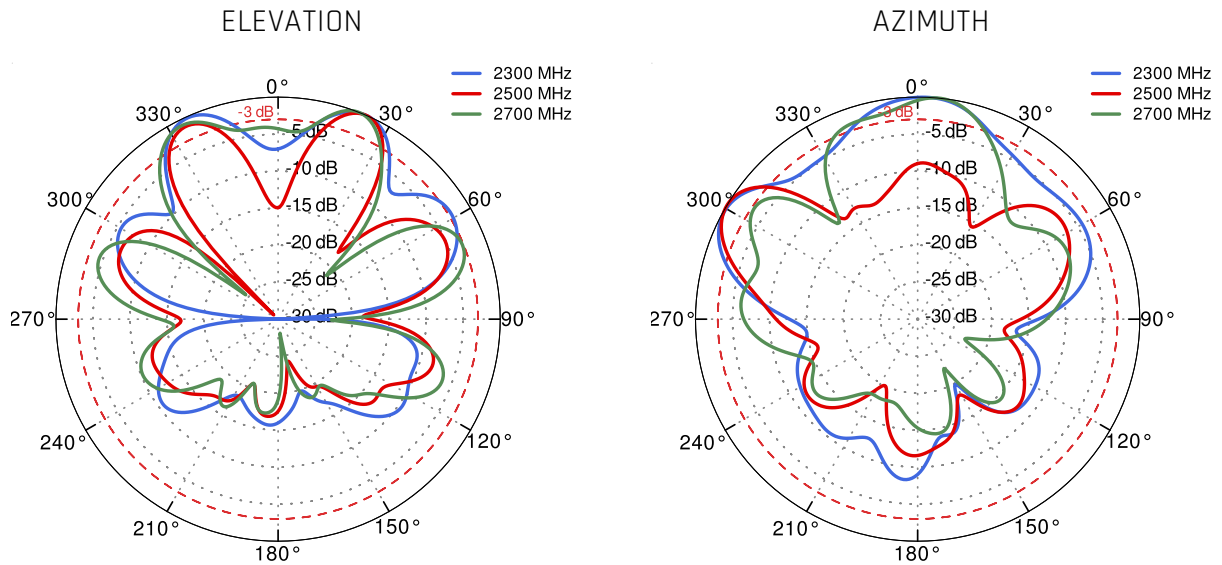 ELEVATION
2300 MHz
2500 MHz
2700 MHz
0°
30°
60°
90°
120°
150°
180°
210°
240°
270°
300°
330°
-3 dB
-5 dB
-10 dB
-15 dB
-20 dB
-25 dB
-30 dB
AZIMUTH
2300 MHz
2500 MHz
2700 MHz
0°
30°
60°
90°
120°
150°
180°
210°
240°
270°
300°
330°
-3 dB
-5 dB
-10 dB
-15 dB
-20 dB
-25 dB
-30 dB